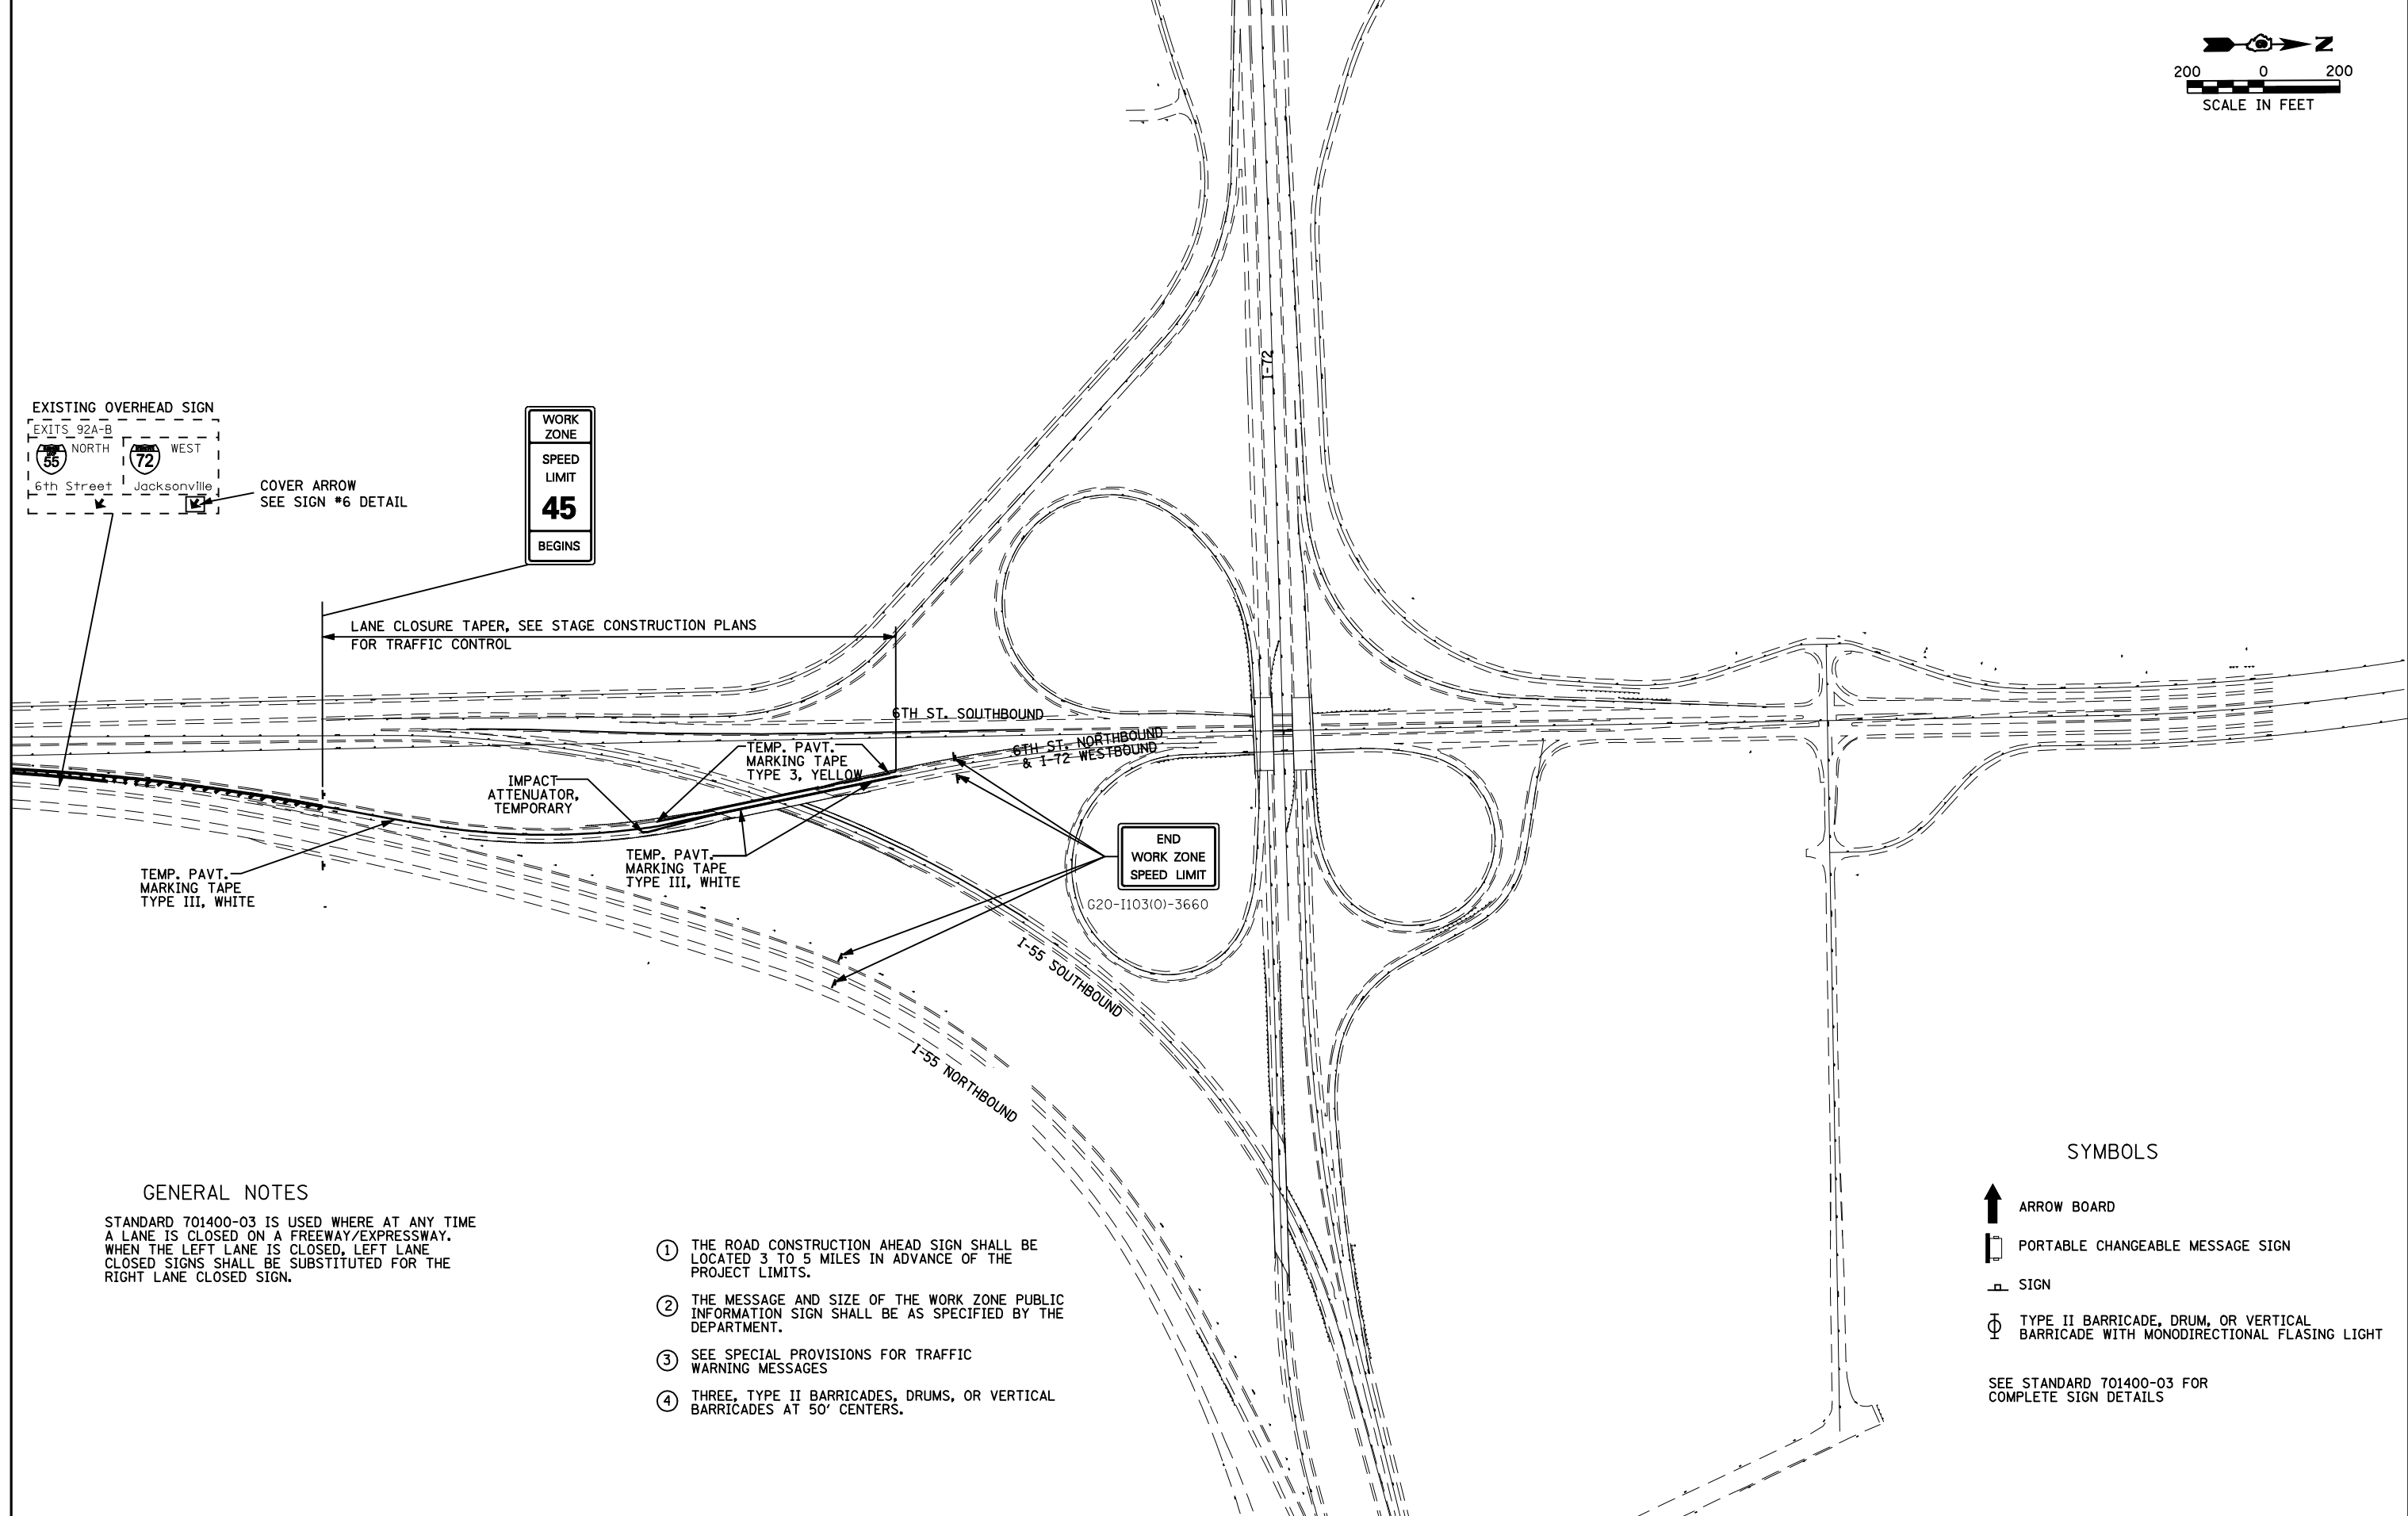 N
200 0 200
SCALE IN FEET
I-72
EXISTING OVERHEAD SIGN
EXITS 92A-B
55 NORTH
72 WEST
6th Street
Jacksonville
COVER ARROW
SEE SIGN #6 DETAIL
WORK
ZONE
SPEED
LIMIT
45
BEGINS
LANE CLOSURE TAPER, SEE STAGE CONSTRUCTION PLANS
FOR TRAFFIC CONTROL
6TH ST. SOUTHBOUND
6TH ST. NORTHBOUND
& I-72 WESTBOUND
TEMP. PAVT.
MARKING TAPE
TYPE 3, YELLOW
IMPACT
ATTENUATOR,
TEMPORARY
TEMP. PAVT.
MARKING TAPE
TYPE III, WHITE
TEMP. PAVT.
MARKING TAPE
TYPE III, WHITE
END
WORK ZONE
SPEED LIMIT
G20-I103(0)-3660
I-55 SOUTHBOUND
I-55 NORTHBOUND
GENERAL NOTES
STANDARD 701400-03 IS USED WHERE AT ANY TIME
A LANE IS CLOSED ON A FREEWAY/EXPRESSWAY.
WHEN THE LEFT LANE IS CLOSED, LEFT LANE
CLOSED SIGNS SHALL BE SUBSTITUTED FOR THE
RIGHT LANE CLOSED SIGN.
1 THE ROAD CONSTRUCTION AHEAD SIGN SHALL BE
LOCATED 3 TO 5 MILES IN ADVANCE OF THE
PROJECT LIMITS.
2 THE MESSAGE AND SIZE OF THE WORK ZONE PUBLIC
INFORMATION SIGN SHALL BE AS SPECIFIED BY THE
DEPARTMENT.
3 SEE SPECIAL PROVISIONS FOR TRAFFIC
WARNING MESSAGES
4 THREE, TYPE II BARRICADES, DRUMS, OR VERTICAL
BARRICADES AT 50' CENTERS.
SYMBOLS
ARROW BOARD
PORTABLE CHANGEABLE MESSAGE SIGN
SIGN
TYPE II BARRICADE, DRUM, OR VERTICAL
BARRICADE WITH MONODIRECTIONAL FLASING LIGHT
SEE STANDARD 701400-03 FOR
COMPLETE SIGN DETAILS